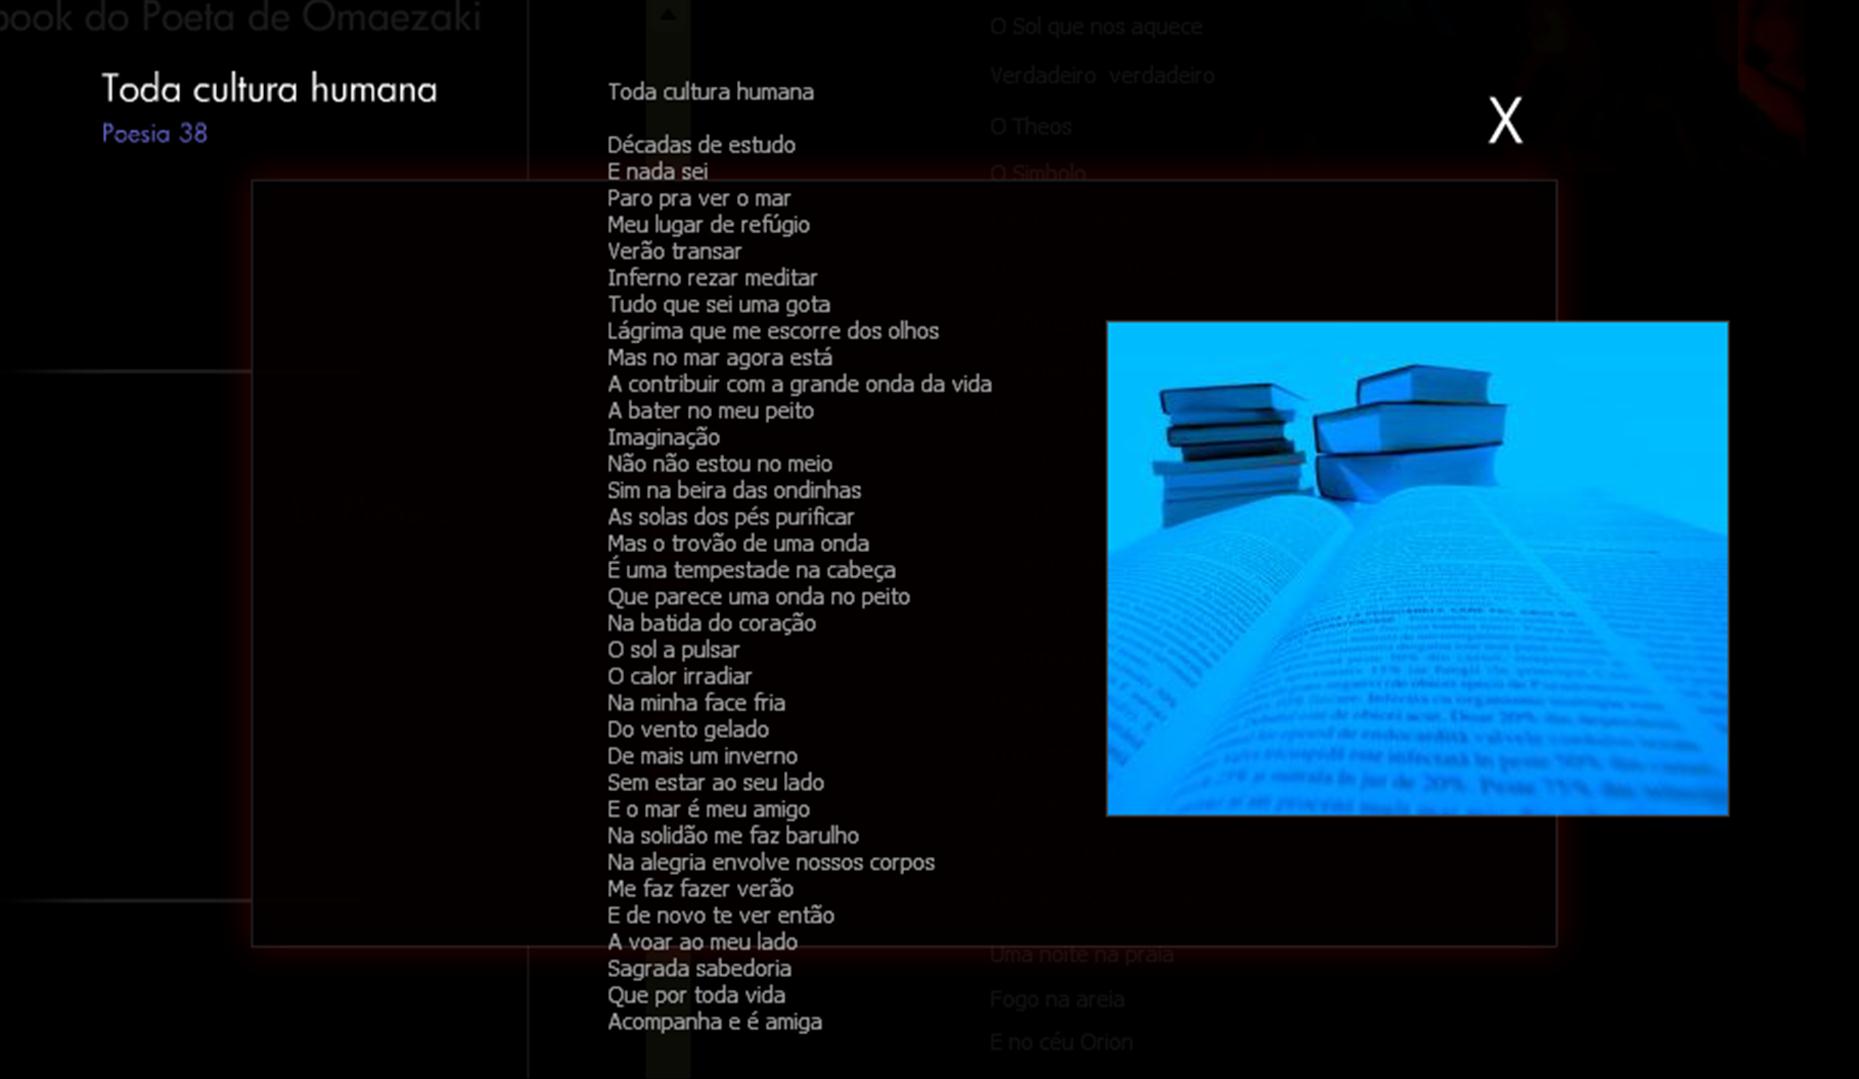 book do Poeta de Omaezaki
Toda cultura humana
Poesia 38
Toda cultura humana
Décadas de estudo
E nada sei
Paro pra ver o mar
Meu lugar de refúgio
Verão transar
Inferno rezar meditar
Tudo que sei uma gota
Lágrima que me escorre dos olhos
Mas no mar agora está
A contribuir com a grande onda da vida
A bater no meu peito
Imaginação
Não não estou no meio
Sim na beira das ondinhas
As solas dos pés purificar
Mas o trovão de uma onda
É uma tempestade na cabeça
Que parece uma onda no peito
Na batida do coração
O sol a pulsar
O calor irradiar
Na minha face fria
Do vento gelado
De mais um inverno
Sem estar ao seu lado
E o mar é meu amigo
Na solidão me faz barulho
Na alegria envolve nossos corpos
Me faz fazer verão
E de novo te ver então
A voar ao meu lado
Sagrada sabedoria
Que por toda vida
Acompanha e é amiga
O Sol que nos aquece
Verdadeiro verdadeiro
O Theos
O Simbolo
Uma noite na praia
Fogo na areia
E no céu Orion
X